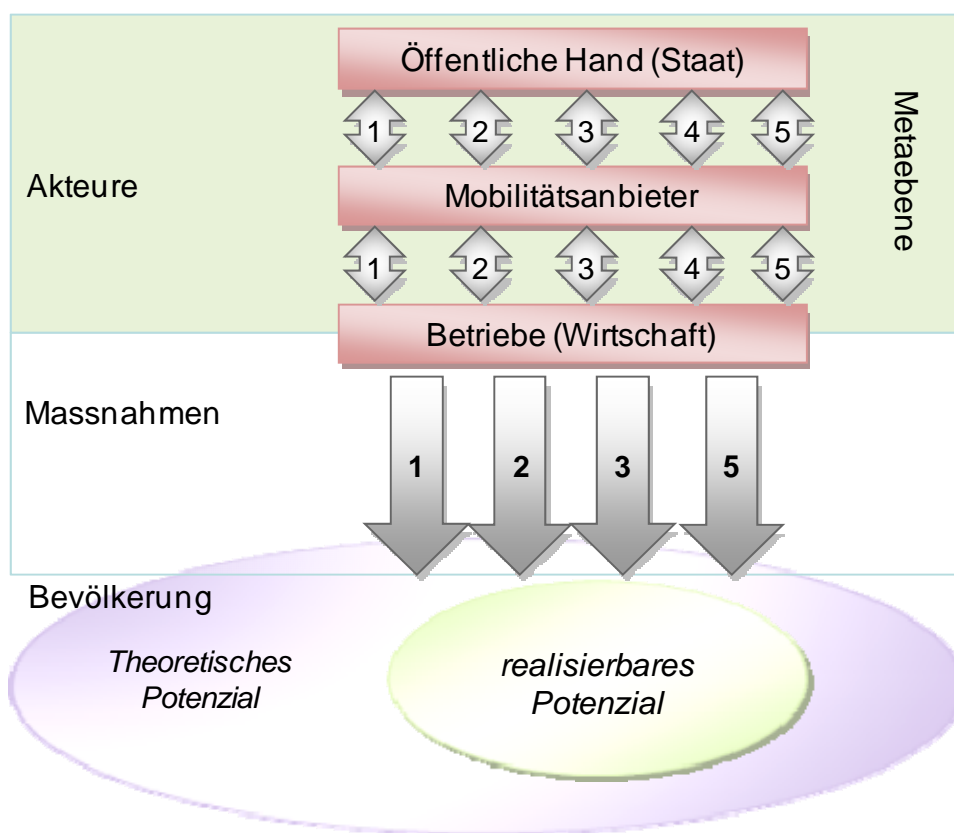 Öffentliche Hand (Staat)
1 2 3 4 5
Akteure
Mobilitätsanbieter
Metaebene
1 2 3 4 5
Betriebe (Wirtschaft)
Massnahmen
1 2 3 5
Bevölkerung
Theoretisches
Potenzial
realisierbares
Potenzial